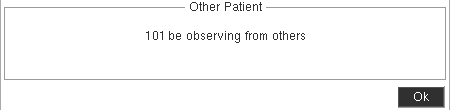 Other Patient
101 be observing from others
Ok